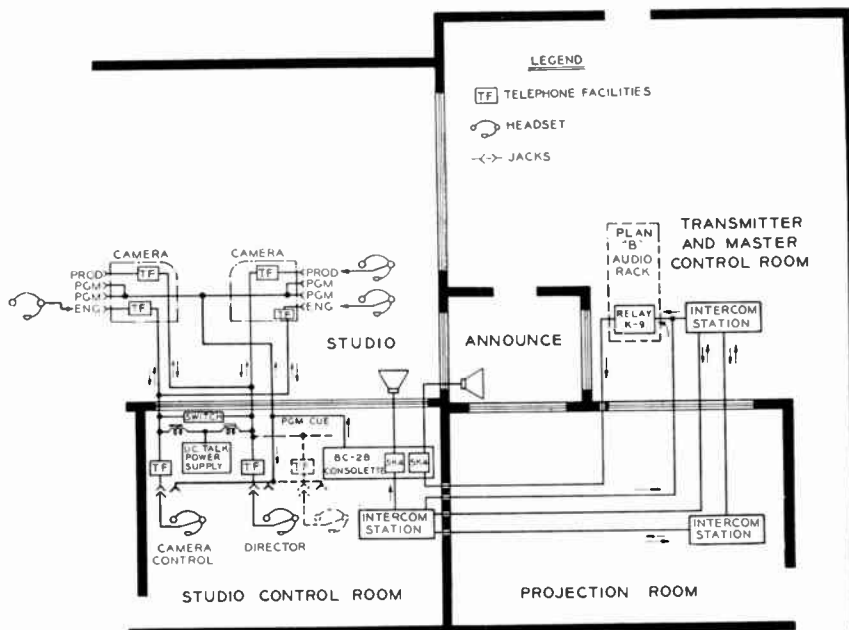 LEGEND
TF TELEPHONE FACILITIES
HEADSET
JACKS
PLAN
"B"
AUDIO
RACK
TRANSMITTER
AND MASTER
CONTROL ROOM
CAMERA
CAMERA
PROD
TF
TF
PROD
PGM
PGM
PGM
PGM
ENG
TF
ENG
TF
RELAY
K-9
INTERCOM
STATION
STUDIO
ANNOUNCE
SWITCH
PGM CUE
D.C. TALK
POWER
SUPPLY
BC-2B
CONSOLETTE
TF
TF
TF
INTERCOM
STATION
INTERCOM
STATION
CAMERA
CONTROL
DIRECTOR
STUDIO CONTROL ROOM
PROJECTION ROOM